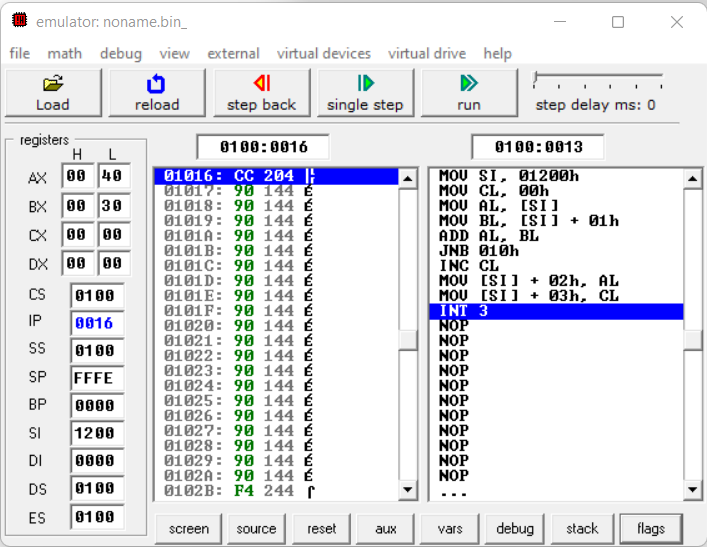 emulator: noname.bin_
file math debug view external virtual devices virtual drive help
Load reload step back single step run step delay ms: 0
registers
H L
AX 00 40
BX 00 30
CX 00 00
DX 00 00
CS 0100
IP 0016
SS 0100
SP FFFE
BP 0000
SI 1200
DI 0000
DS 0100
ES 0100
0100:0016
01016: CC 204 ╠
01017: 90 144 É
01018: 90 144 É
01019: 90 144 É
0101A: 90 144 É
0101B: 90 144 É
0101C: 90 144 É
0101D: 90 144 É
0101E: 90 144 É
0101F: 90 144 É
01020: 90 144 É
01021: 90 144 É
01022: 90 144 É
01023: 90 144 É
01024: 90 144 É
01025: 90 144 É
01026: 90 144 É
01027: 90 144 É
01028: 90 144 É
01029: 90 144 É
0102A: 90 144 É
0102B: F4 244 ⌠
0100:0013
MOV SI, 01200h
MOV CL, 00h
MOV AL, [SI]
MOV BL, [SI] + 01h
ADD AL, BL
JNB 010h
INC CL
MOV [SI] + 02h, AL
MOV [SI] + 03h, CL
INT 3
NOP
NOP
NOP
NOP
NOP
NOP
NOP
NOP
NOP
NOP
NOP
...
screen source reset aux vars debug stack flags